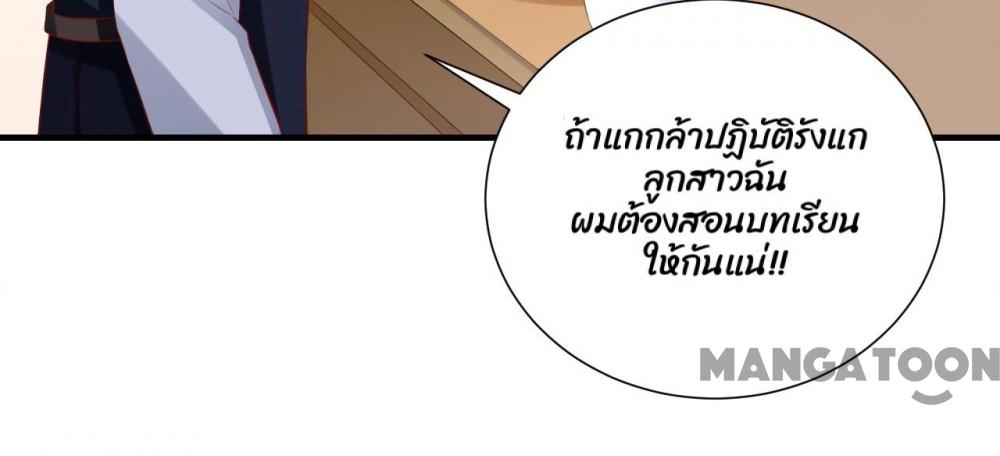 ถ้าแกกล้าปฏิบัติรังแก
ลูกสาวฉัน
ผมต้องสอนบทเรียน
ให้กันแน่!!
MANGATOON